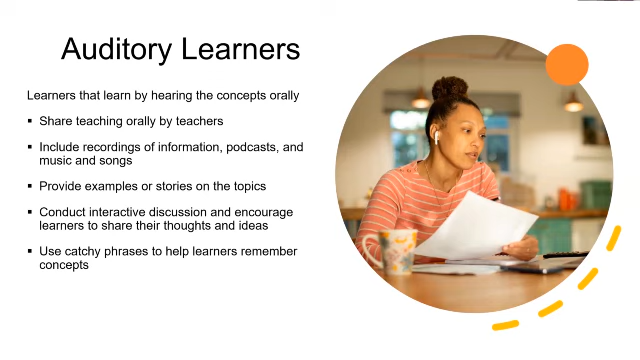 Auditory Learners
Learners that learn by hearing the concepts orally
▪ Share teaching orally by teachers
▪ Include recordings of information, podcasts, and
music and songs
▪ Provide examples or stories on the topics
▪ Conduct interactive discussion and encourage
learners to share their thoughts and ideas
▪ Use catchy phrases to help learners remember
concepts